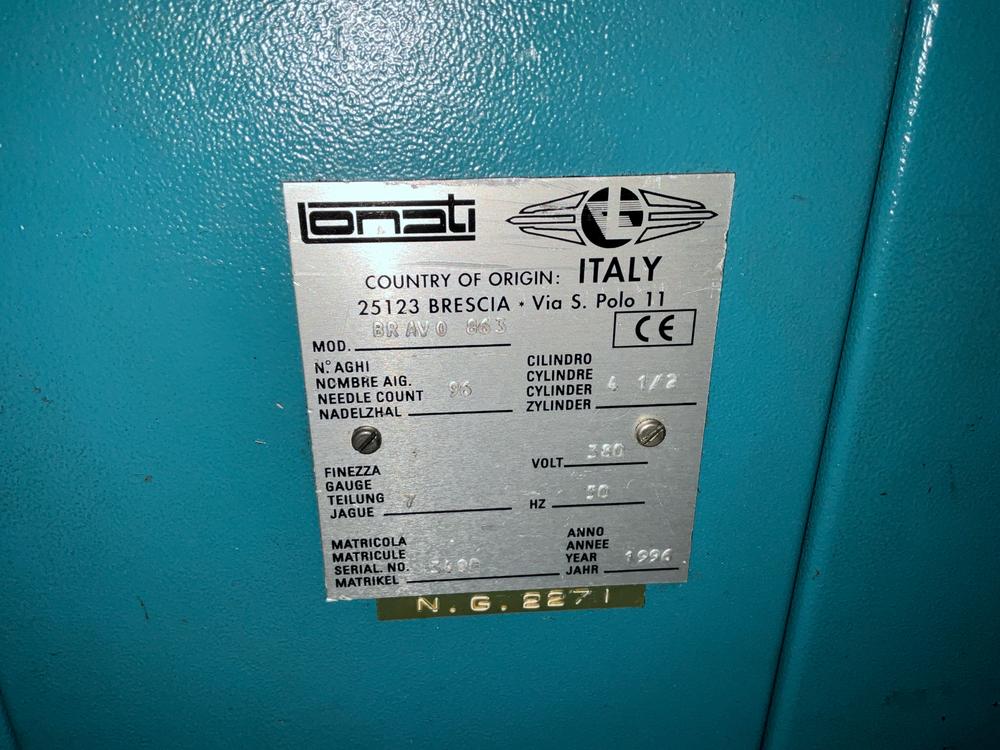 Lonati
COUNTRY OF ORIGIN: ITALY
25123 BRESCIA • Via S. Polo 11
MOD. BRAVO 863
CE
N.° AGHI
NOMBRE AIG.
NEEDLE COUNT 96
NADELZHAL
CILINDRO
CYLINDRE
CYLINDER 4 1/2
ZYLINDER
FINEZZA
GAUGE
TEILUNG 7
JAGUE
VOLT 380
HZ 50
MATRICOLA
MATRICULE
SERIAL. NO.
MATRIKEL
ANNO
ANNEE
YEAR 1996
JAHR
N.G.2271